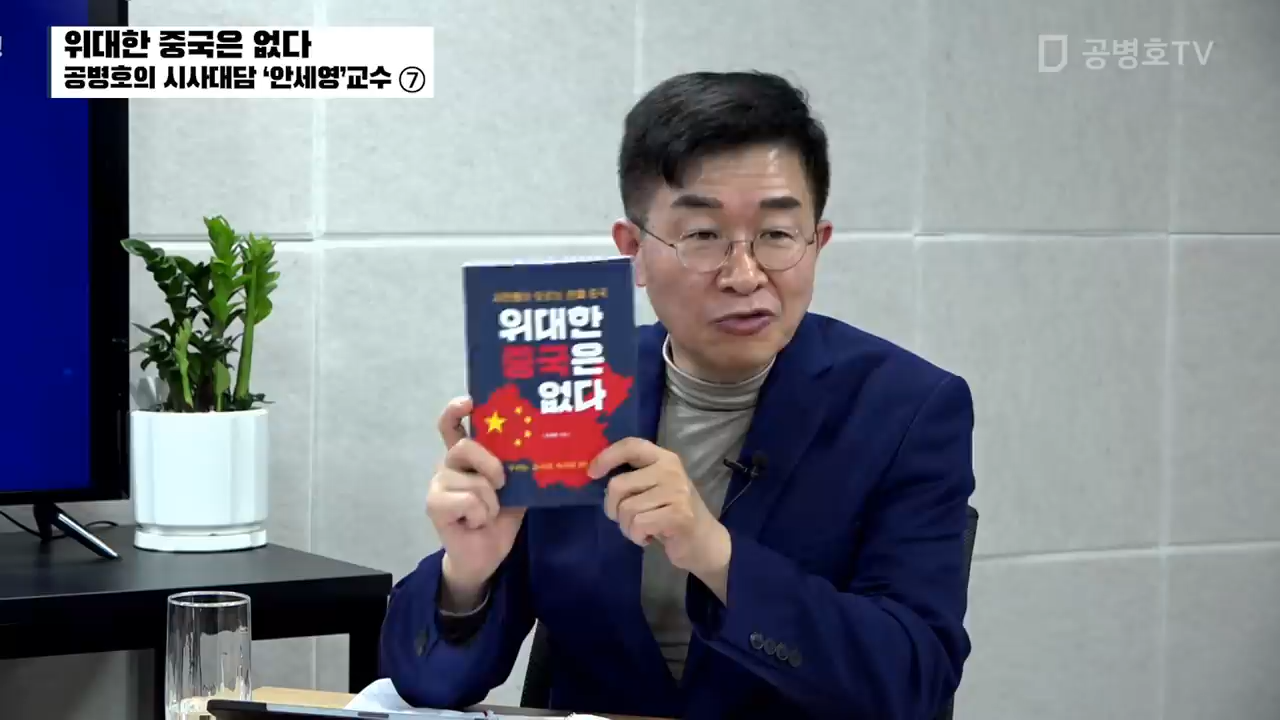 위대한 중국은 없다
공병호의 시사대담 ‘안세영’교수 ⑦
공병호TV
위대한
중국은
없다